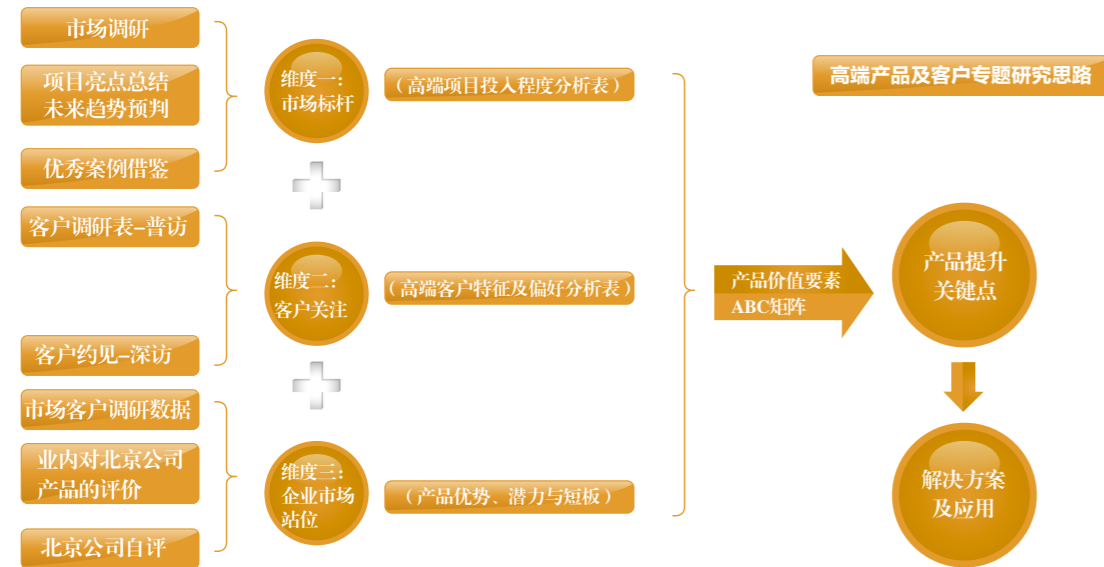 高端产品及客户专题研究思路
市场调研
项目亮点总结
未来趋势预判
优秀案例借鉴
维度一：
市场标杆
（高端项目投入程度分析表）
客户调研表-普访
客户约见-深访
维度二：
客户关注
（高端客户特征及偏好分析表）
市场客户调研数据
业内对北京公司
产品的评价
北京公司自评
维度三：
企业市场
站位
（产品优势、潜力与短板）
产品价值要素
ABC矩阵
产品提升
关键点
解决方案
及应用